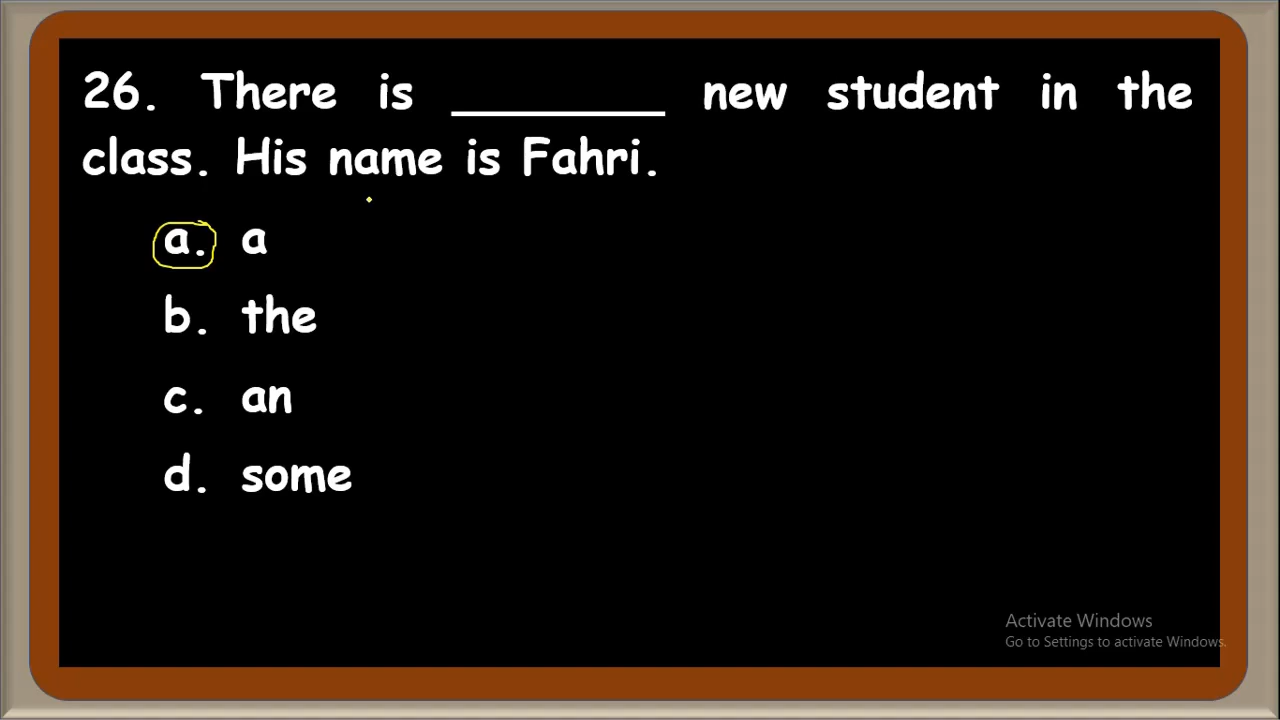 26. There is ________ new student in the
class. His name is Fahri.
a. a
b. the
c. an
d. some
Activate Windows
Go to Settings to activate Windows.